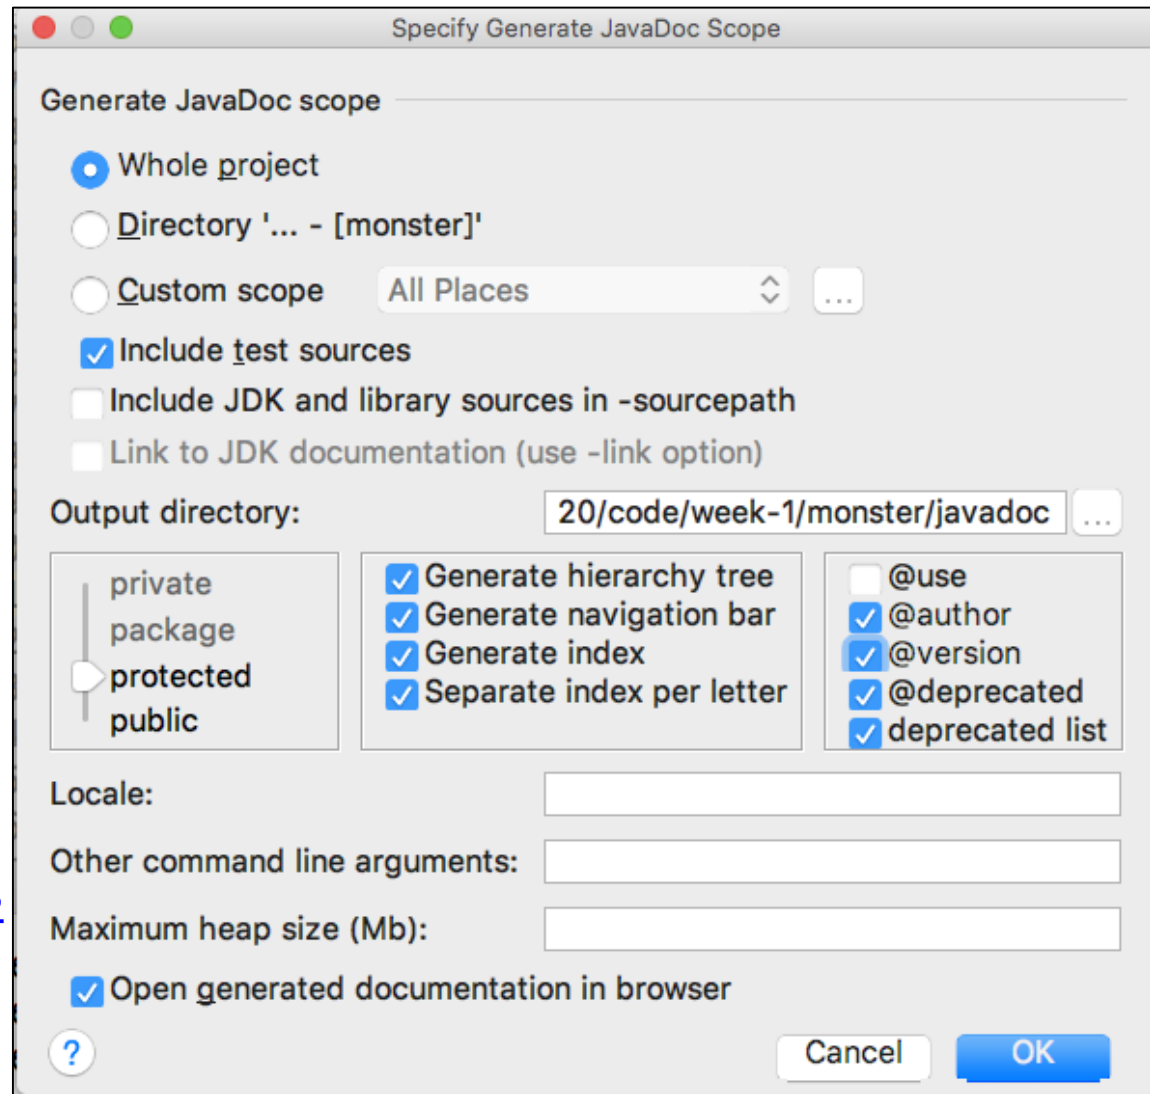 Specify Generate JavaDoc Scope
Generate JavaDoc scope
Whole project
Directory '... - [monster]'
Custom scope All Places ...
Include test sources
Include JDK and library sources in -sourcepath
Link to JDK documentation (use -link option)
Output directory: 20/code/week-1/monster/javadoc ...
private
package
protected
public
Generate hierarchy tree
Generate navigation bar
Generate index
Separate index per letter
@use
@author
@version
@deprecated
deprecated list
Locale:
Other command line arguments:
Maximum heap size (Mb):
Open generated documentation in browser
? Cancel OK